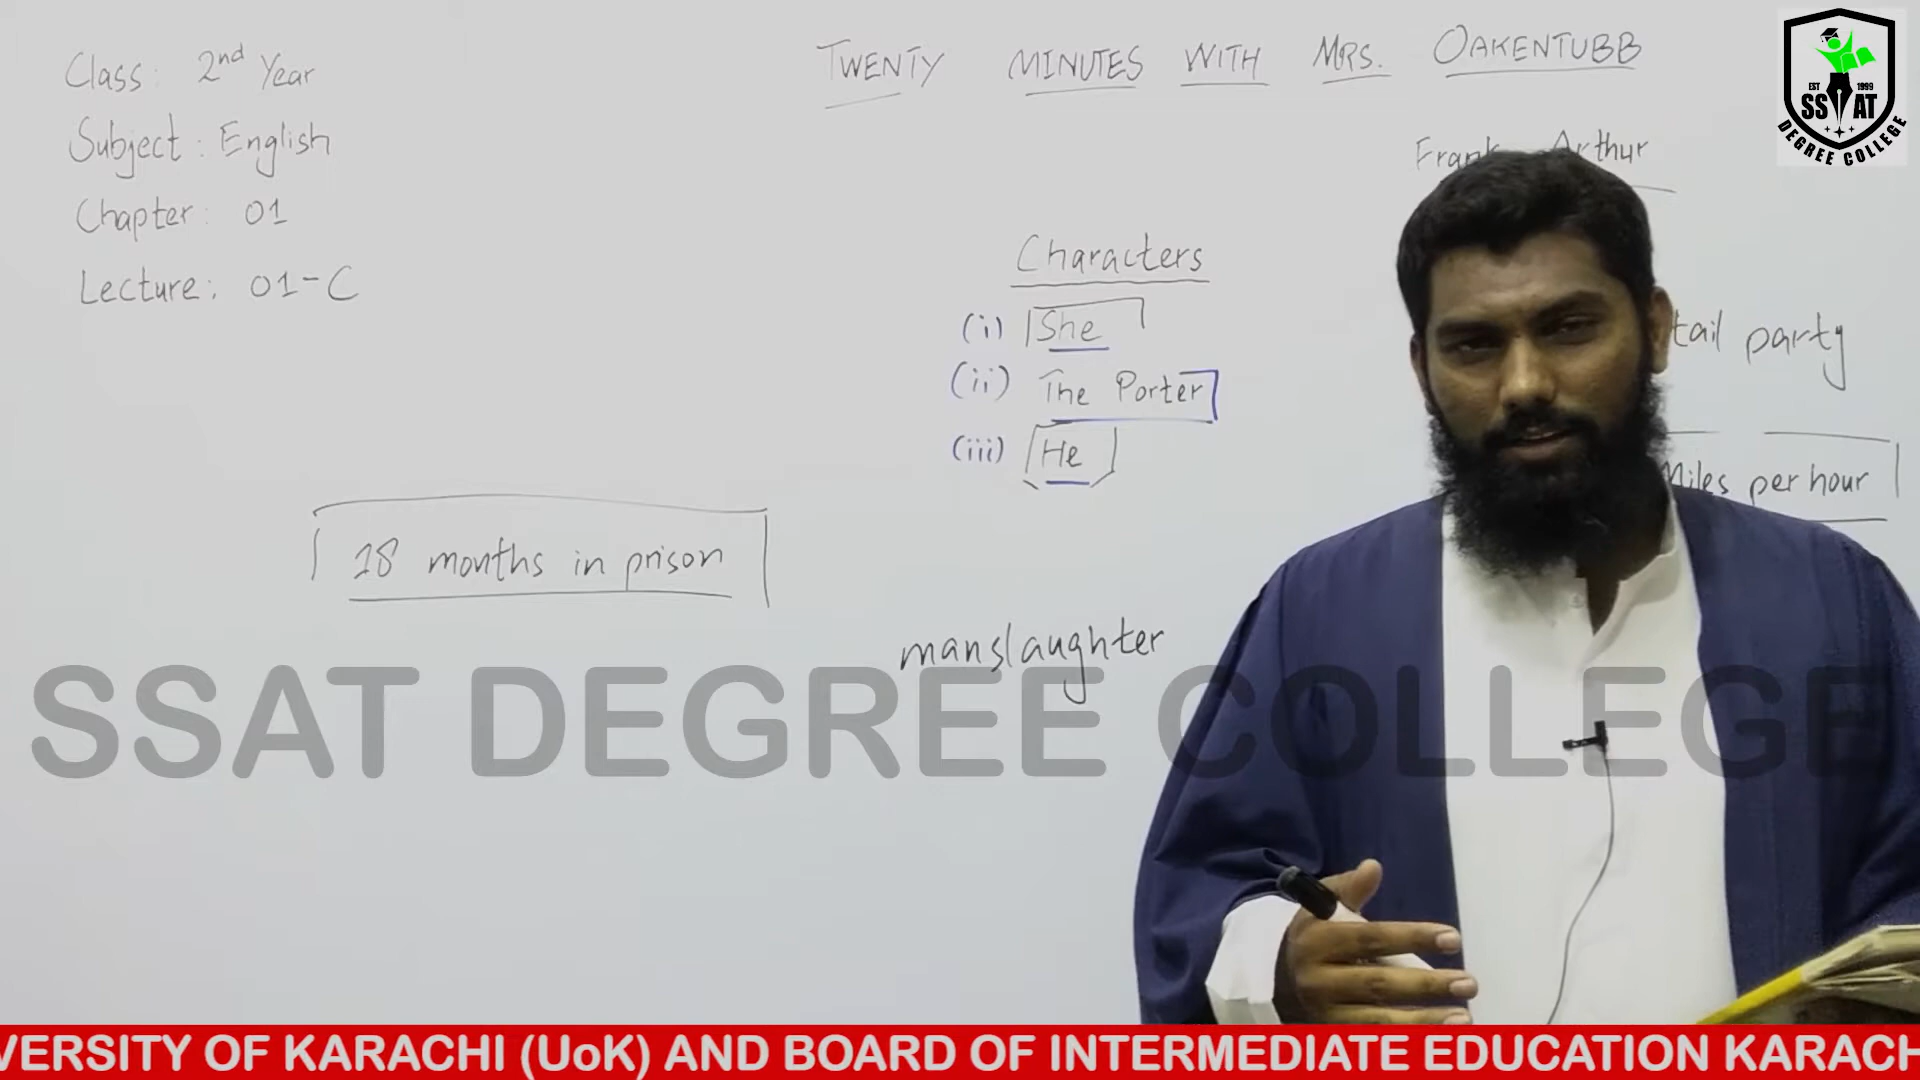 Class: 2nd Year
Subject: English
Chapter: 01
Lecture: 01-C
TWENTY MINUTES WITH MRS. OAKENTUBB
Arthur
Characters
(i) She
(ii) The Porter
(iii) He
party
Miles per hour
18 months in prison
manslaughter
EST 1999
SSAT
DEGREE COLLEGE
SSAT DEGREE COLLEGE
OF KARACHI (UoK) AND BOARD OF INTERMEDIATE EDUCATION